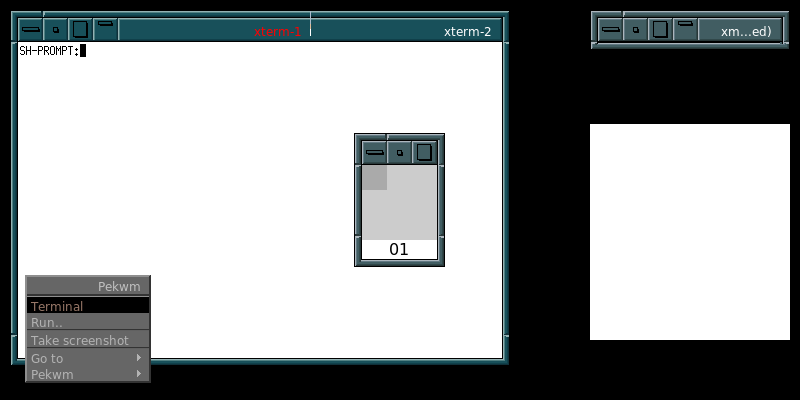 xterm-1
xterm-2
xm...ed)
SH-PROMPT:
01
Pekwm
Terminal
Run..
Take screenshot
Go to
Pekwm